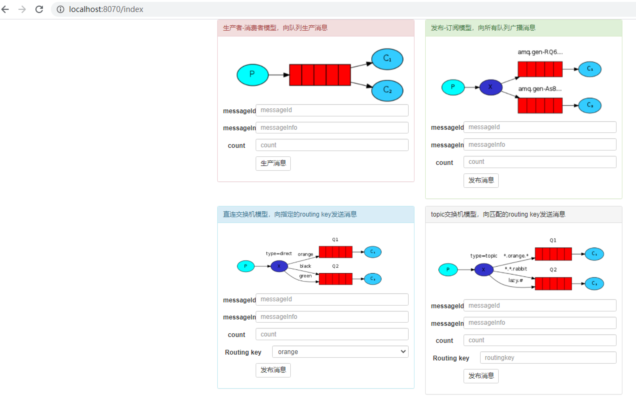 localhost:8070/index
生产者-消费者模型，向队列生产消息
P
C₁
C₂
messageId
messageId
messageIn
messageInfo
count
count
生产消息
发布-订阅模型，向所有队列广播消息
amq.gen-RQ6...
P
X
C₁
amq.gen-As8...
C₂
messageId
messageId
messageIn
messageInfo
count
count
发布消息
直连交换机模型，向指定的routing key发送消息
Q1
type=direct
orange
C₁
P
X
black
Q2
green
C₂
messageId
messageId
messageIn
messageInfo
count
count
Routing key
orange
发布消息
topic交换机模型，向匹配的routing key发送消息
Q1
type=topic
*.orange.*
C₁
P
X
*.*.rabbit
Q2
lazy.#
C₂
messageId
messageId
messageIn
messageInfo
count
count
Routing key
routingkey
发布消息